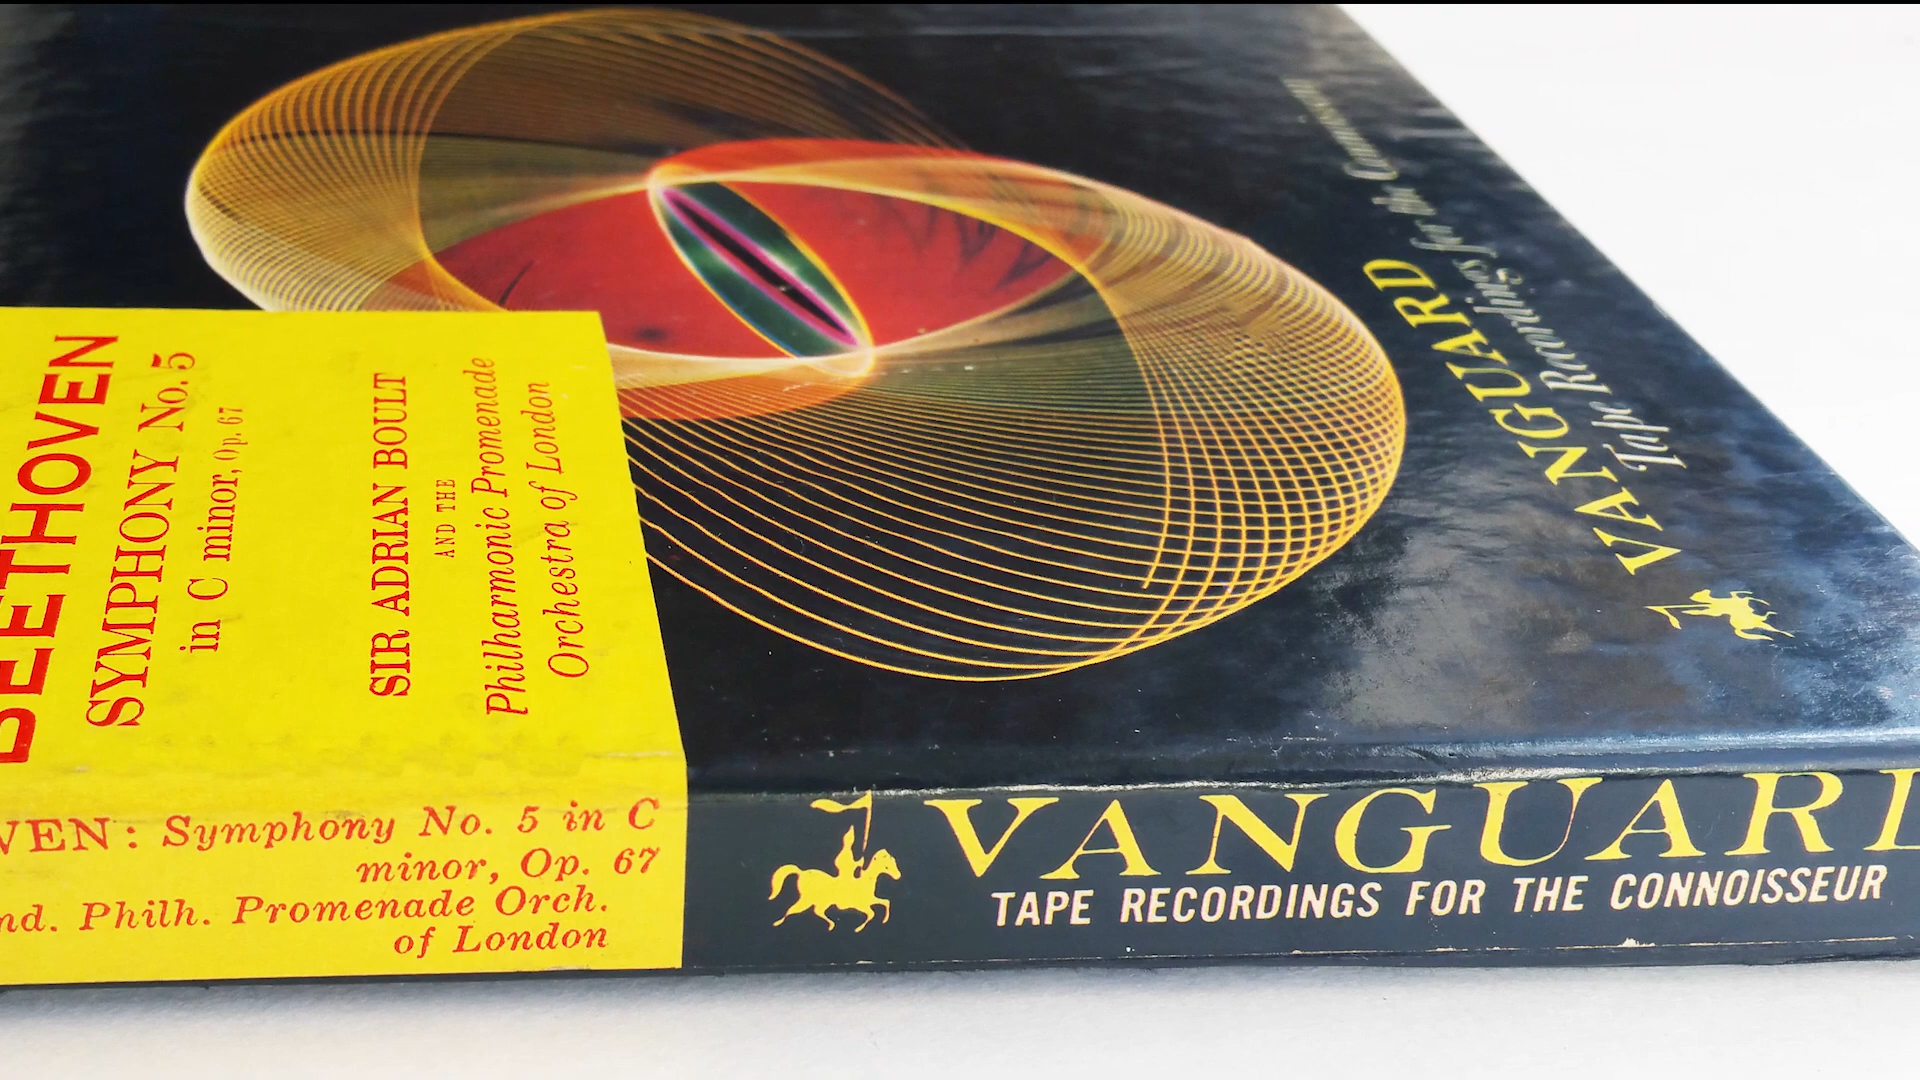 BEETHOVEN
SYMPHONY No. 5
in C minor, Op. 67
SIR ADRIAN BOULT
AND THE
Philharmonic Promenade
Orchestra of London
VANGUARD
Tape Recordings for the Connoisseur
VEN: Symphony No. 5 in C
minor, Op. 67
nd. Philh. Promenade Orch.
of London
VANGUARD
TAPE RECORDINGS FOR THE CONNOISSEUR